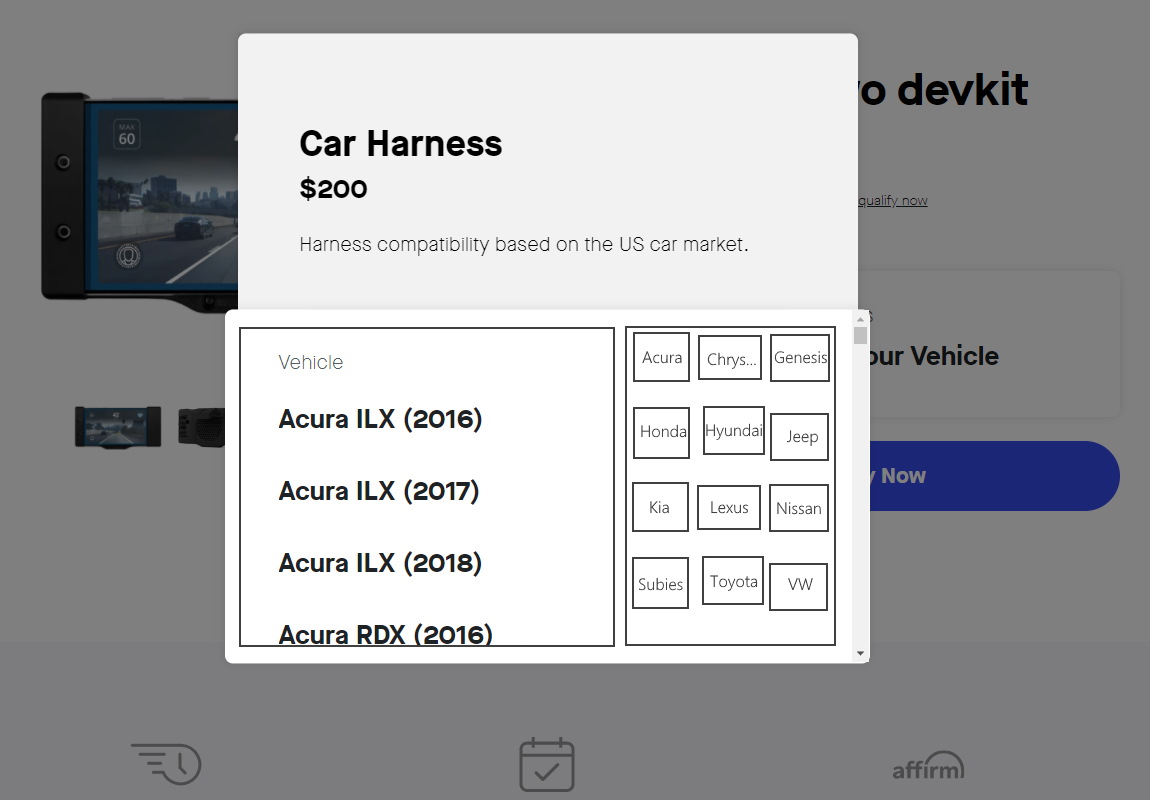 MAX
60
o devkit
Car Harness
$200
qualify now
Harness compatibility based on the US car market.
our Vehicle
Vehicle
Acura ILX (2016)
Acura ILX (2017)
Acura ILX (2018)
Acura RDX (2016)
Acura Chrys... Genesis
Honda Hyundai Jeep
Kia Lexus Nissan
Subies Toyota VW
y Now
affirm